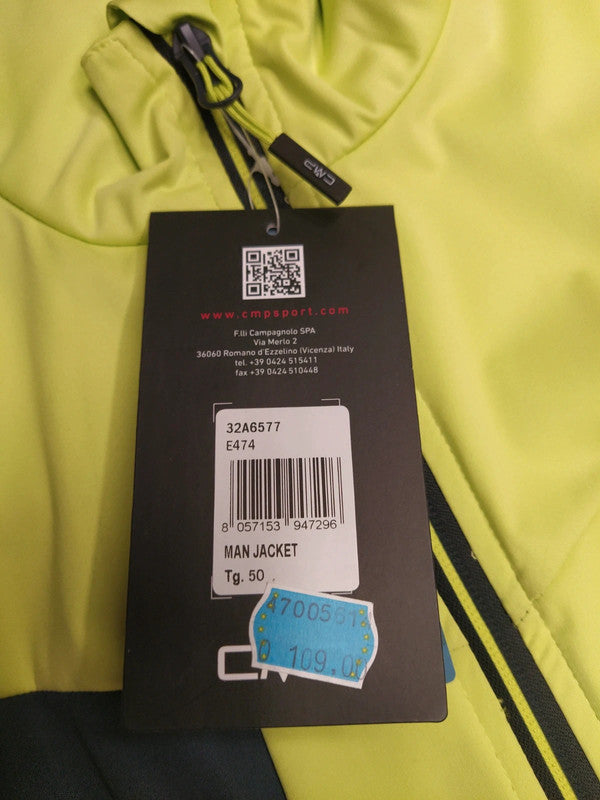 CMP
www.cmpsport.com
F.lli Campagnolo SPA
Via Merlo 2
36060 Romano d'Ezzelino (Vicenza) Italy
tel. +39 0424 515411
fax +39 0424 510448
32A6577
E474
8 057153 947296
MAN JACKET
Tg. 50
109.0